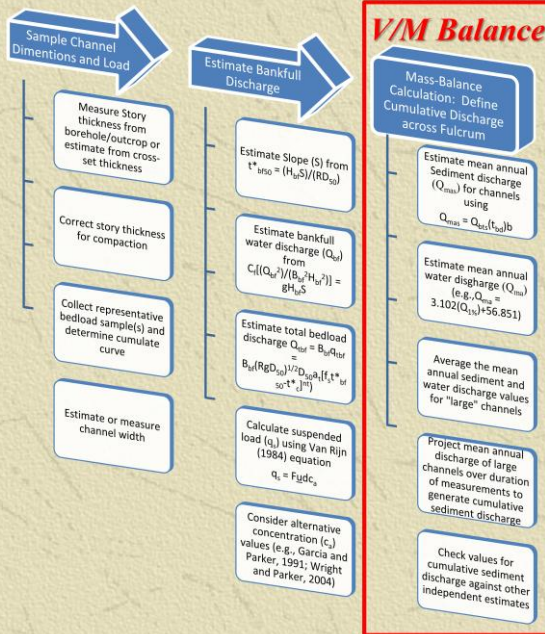 V/M Balance
Sample Channel
Dimentions and Load
Measure Story
thickness from
borehole/outcrop or
estimate from cross-
set thickness
Correct story thickness
for compaction
Collect representative
bedload sample(s) and
determine cumulate
curve
Estimate or measure
channel width
Estimate Bankfull
Discharge
Estimate Slope (S) from
t*bf50 = (HbfS)/(RD50)
Estimate bankfull
water discharge (Qbf)
from
Cf[(Qbf²)/(Bbf²Hbf²)] =
gHbfS
Estimate total bedload
discharge Qtbf = Bbfqtbf
=
Bbf(RgD50)^1/2D50at[fst*bf
50-t*c]^nt)
Calculate suspended
load (qs) using Van Rijn
(1984) equation
qs = Fudca
Consider alternative
concentration (ca)
values (e.g., Garcia and
Parker, 1991; Wright
and Parker, 2004)
Mass-Balance
Calculation: Define
Cumulative Discharge
across Fulcrum
Estimate mean annual
Sediment discharge
(Qmas) for channels
using
Qmas = Qbts(tbd)b
Estimate mean annual
water disgharge (Qma)
(e.g.,Qma =
3.102(Q1%)+56.851)
Average the mean
annual sediment and
water discharge values
for "large" channels
Project mean annual
discharge of large
channels over duration
of measurements to
generate cumulative
sediment discharge
Check values for
cumulative sediment
discharge against other
independent estimates